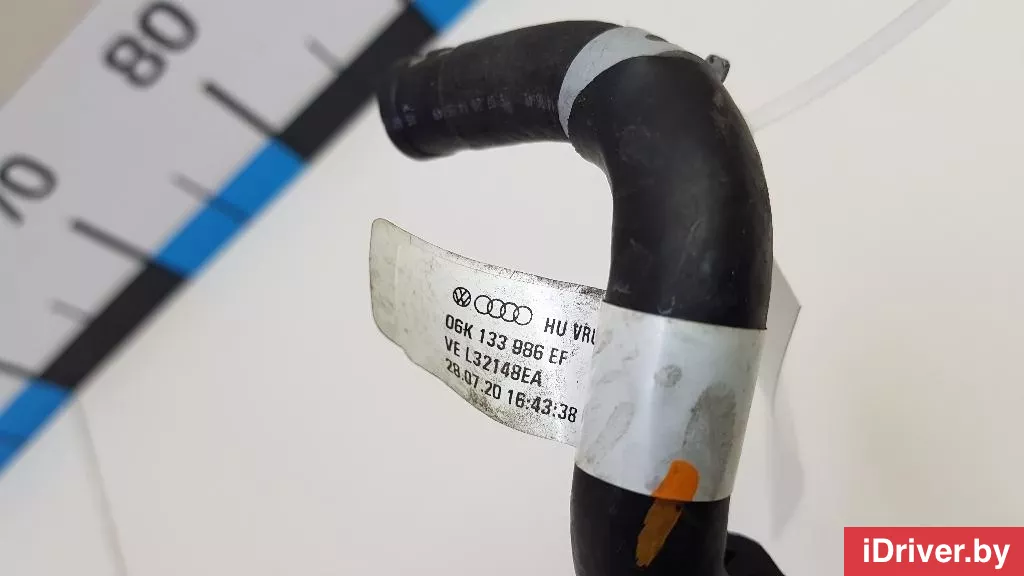 80
70
HU VRU
06K 133 986 EF
VE L32148EA
28.07.20 16:43:38
iDriver.by